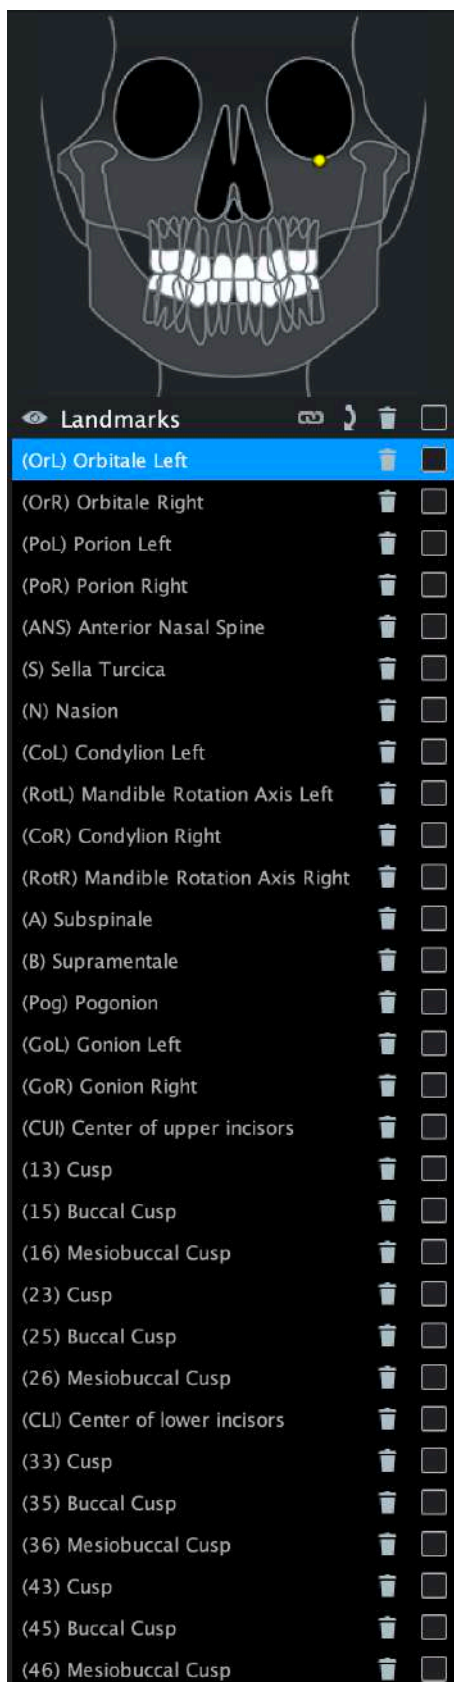 Landmarks
(OrL) Orbitale Left
(OrR) Orbitale Right
(PoL) Porion Left
(PoR) Porion Right
(ANS) Anterior Nasal Spine
(S) Sella Turcica
(N) Nasion
(CoL) Condylion Left
(RotL) Mandible Rotation Axis Left
(CoR) Condylion Right
(RotR) Mandible Rotation Axis Right
(A) Subspinale
(B) Supramentale
(Pog) Pogonion
(GoL) Gonion Left
(GoR) Gonion Right
(CUI) Center of upper incisors
(13) Cusp
(15) Buccal Cusp
(16) Mesiobuccal Cusp
(23) Cusp
(25) Buccal Cusp
(26) Mesiobuccal Cusp
(CLI) Center of lower incisors
(33) Cusp
(35) Buccal Cusp
(36) Mesiobuccal Cusp
(43) Cusp
(45) Buccal Cusp
(46) Mesiobuccal Cusp